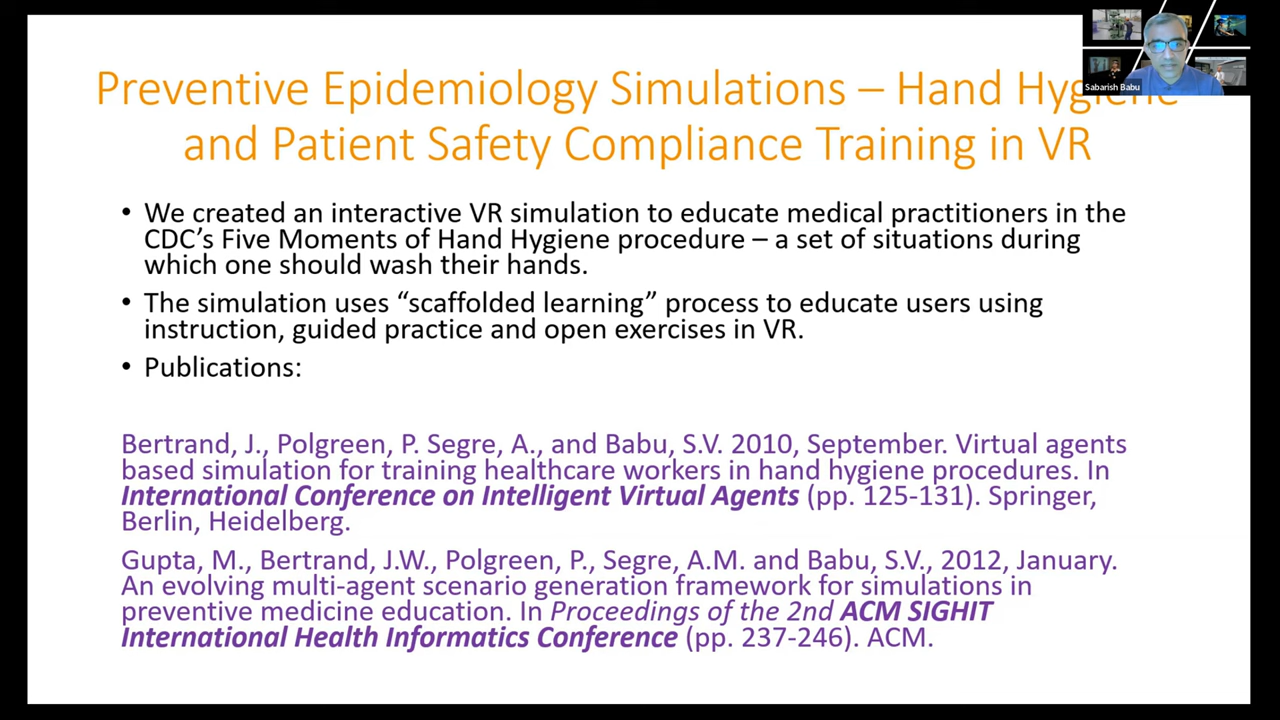 Preventive Epidemiology Simulations – Hand Hygiene
and Patient Safety Compliance Training in VR
Sabarish Babu
• We created an interactive VR simulation to educate medical practitioners in the
CDC’s Five Moments of Hand Hygiene procedure – a set of situations during
which one should wash their hands.
• The simulation uses “scaffolded learning” process to educate users using
instruction, guided practice and open exercises in VR.
• Publications:
Bertrand, J., Polgreen, P. Segre, A., and Babu, S.V. 2010, September. Virtual agents
based simulation for training healthcare workers in hand hygiene procedures. In
International Conference on Intelligent Virtual Agents (pp. 125-131). Springer,
Berlin, Heidelberg.
Gupta, M., Bertrand, J.W., Polgreen, P., Segre, A.M. and Babu, S.V., 2012, January.
An evolving multi-agent scenario generation framework for simulations in
preventive medicine education. In Proceedings of the 2nd ACM SIGHIT
International Health Informatics Conference (pp. 237-246). ACM.